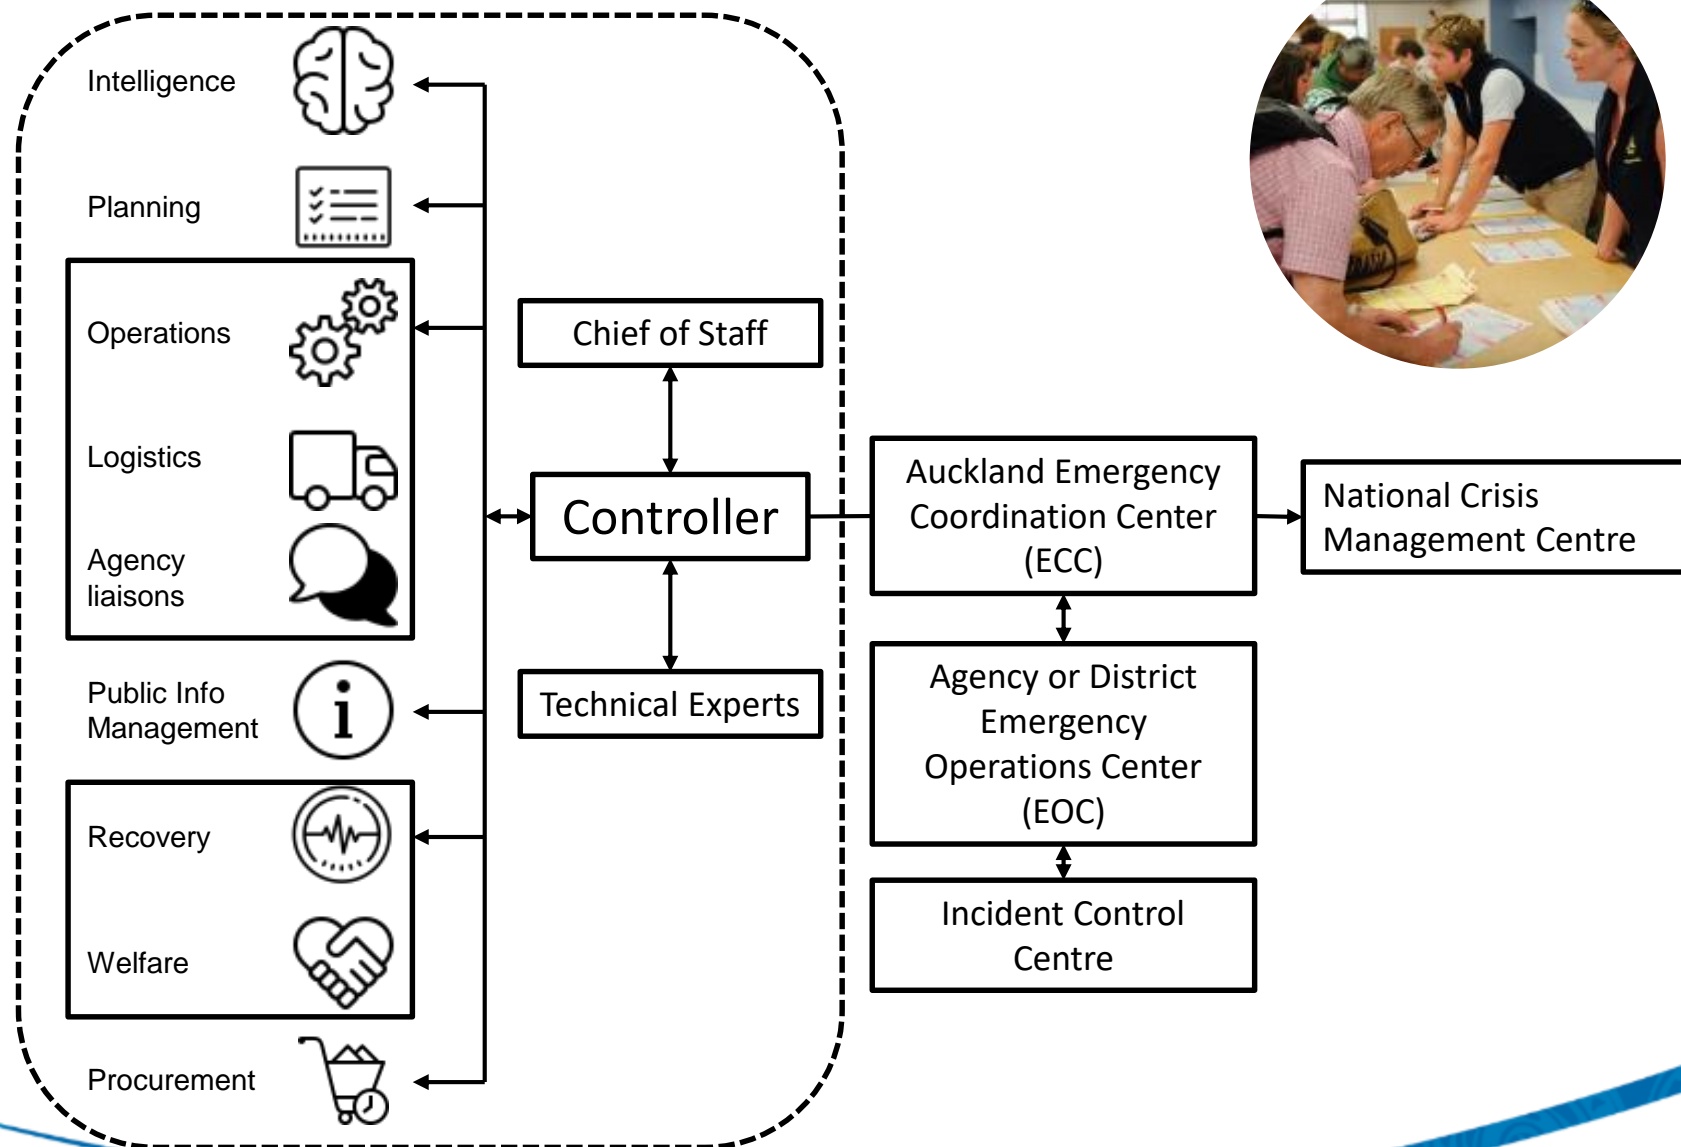 Intelligence
Planning
Operations
Logistics
Agency
liaisons
Public Info
Management
Recovery
Welfare
Procurement
Chief of Staff
Controller
Technical Experts
Auckland Emergency
Coordination Center
(ECC)
Agency or District
Emergency
Operations Center
(EOC)
Incident Control
Centre
National Crisis
Management Centre